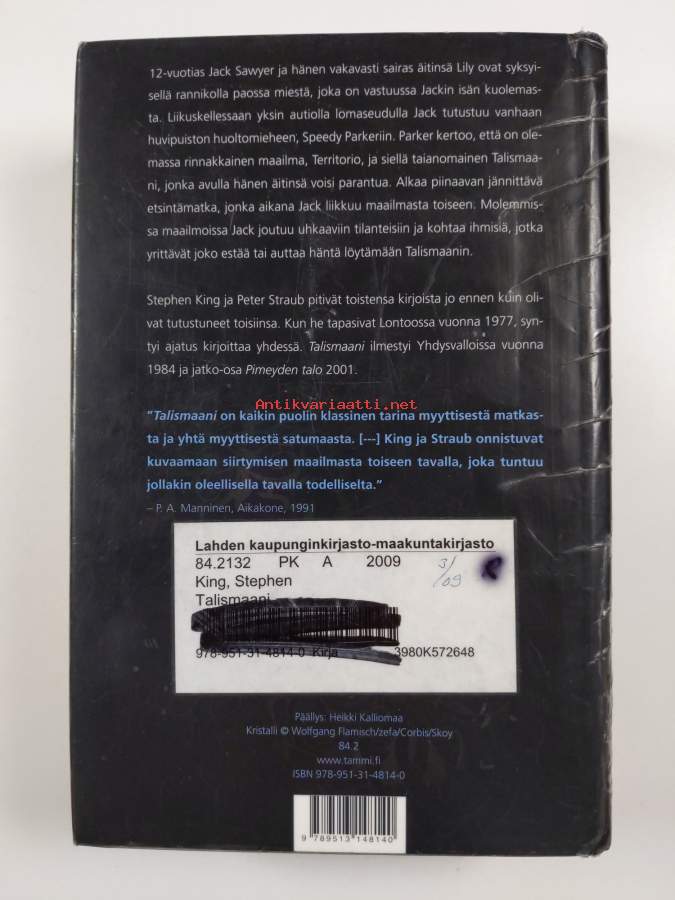 12-vuotias Jack Sawyer ja hänen vakavasti sairas äitinsä Lily ovat syksyi-
sellä rannikolla paossa miestä, joka on vastuussa Jackin isän kuolemas-
ta. Liikuskellessaan yksin autiolla lomaseudulla Jack tutustuu vanhaan
huvipuiston huoltomieheen, Speedy Parkeriin. Parker kertoo, että on ole-
massa rinnakkainen maailma, Territorio, ja siellä taianomainen Talismaa-
ni, jonka avulla hänen äitinsä voisi parantua. Alkaa piinaavan jännittävä
etsintämatka, jonka aikana Jack liikkuu maailmasta toiseen. Molemmis-
sa maailmoissa Jack joutuu uhkaaviin tilanteisiin ja kohtaa ihmisiä, jotka
yrittävät joko estää tai auttaa häntä löytämään Talismaanin.
Stephen King ja Peter Straub pitivät toistensa kirjoista jo ennen kuin oli-
vat tutustuneet toisiinsa. Kun he tapasivat Lontoossa vuonna 1977, syn-
tyi ajatus kirjoittaa yhdessä. Talismaani ilmestyi Yhdysvalloissa vuonna
1984 ja jatko-osa Pimeyden talo 2001.
Antikvariaatti.net
"Talismaani on kaikin puolin klassinen tarina myyttisestä matkas-
ta ja yhtä myyttisestä satumaasta. [---] King ja Straub onnistuvat
kuvaamaan siirtymisen maailmasta toiseen tavalla, joka tuntuu
jollakin oleellisella tavalla todelliselta."
– P. A. Manninen, Aikakone, 1991
Lahden kaupunginkirjasto-maakuntakirjasto
84.2132 PK A 2009 3/09 R
King, Stephen
Talismaani
978-951-31-4814-0 Kirja 3980K572648
Päällys: Heikki Kalliomaa
Kristalli © Wolfgang Flamisch/zefa/Corbis/Skoy
84.2
www.tammi.fi
ISBN 978-951-31-4814-0
9 789513 148140